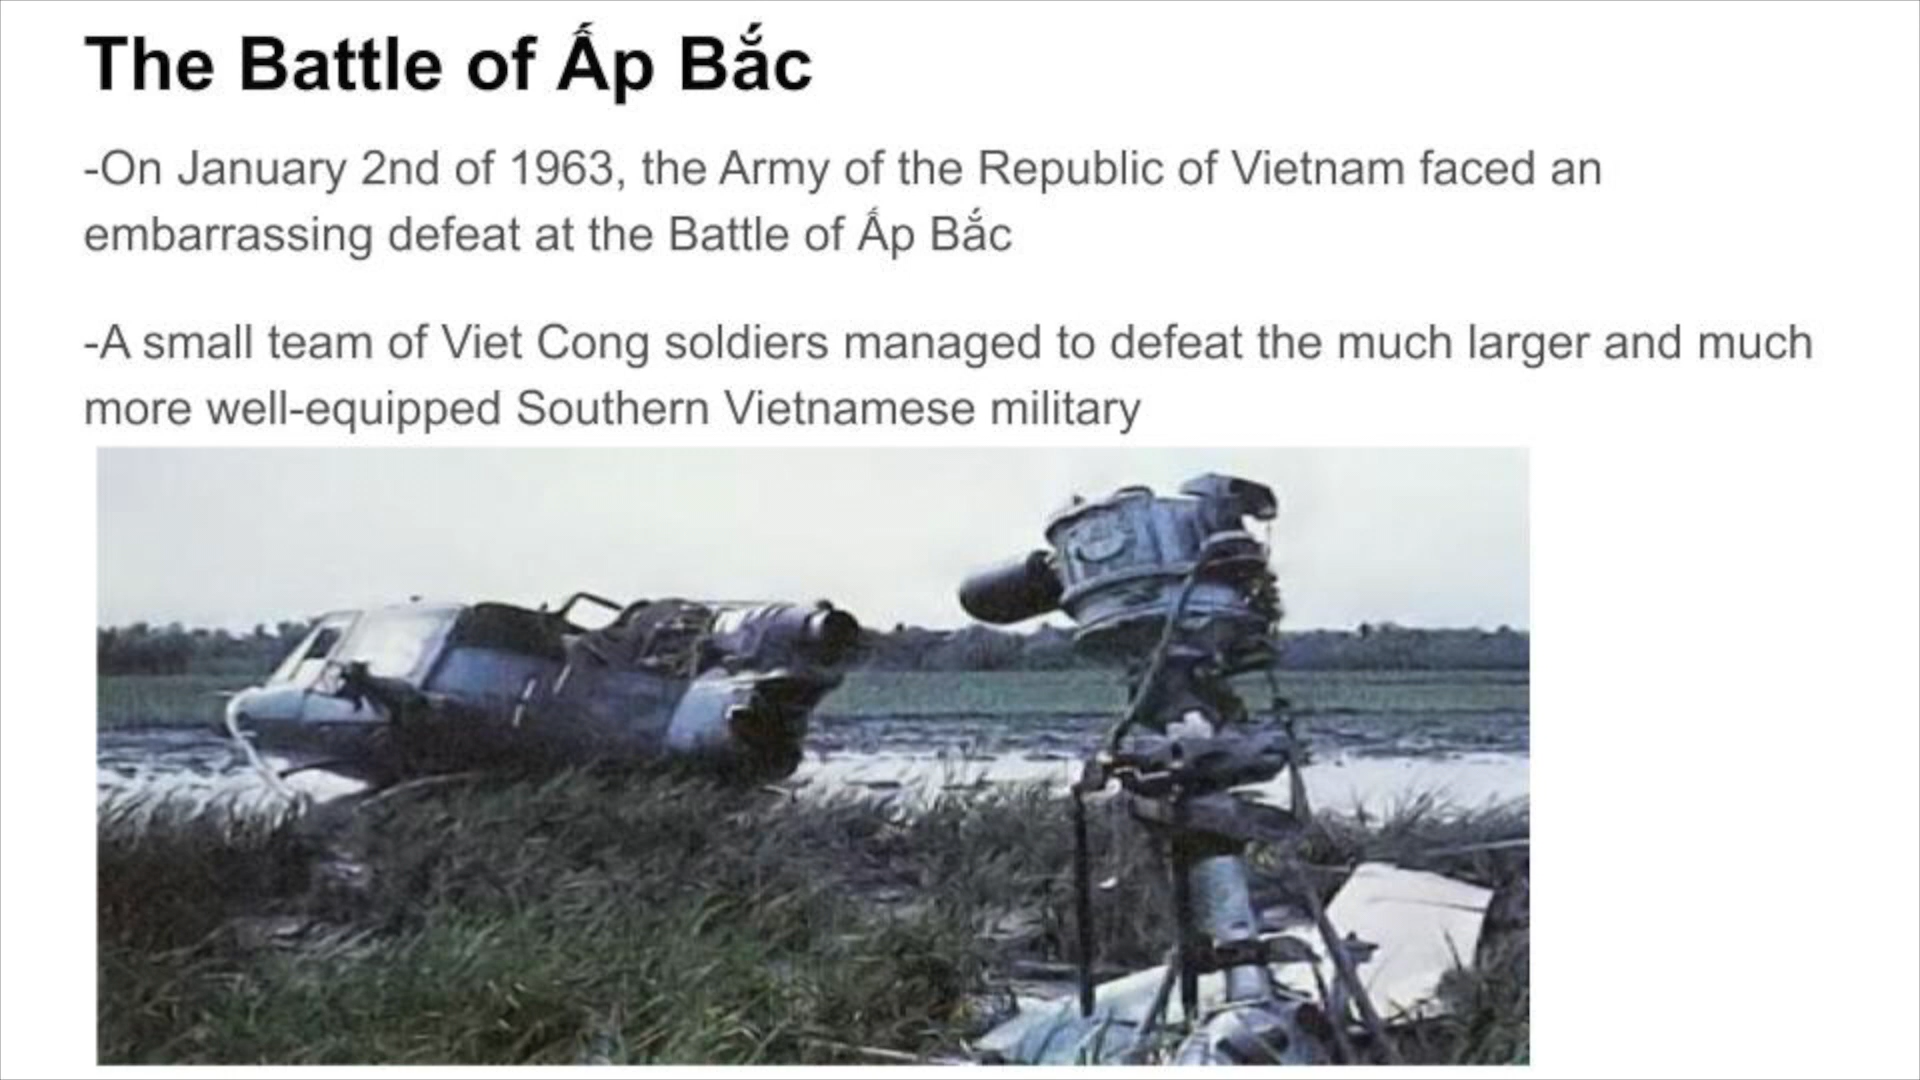 The Battle of Ấp Bắc
-On January 2nd of 1963, the Army of the Republic of Vietnam faced an
embarrassing defeat at the Battle of Ấp Bắc
-A small team of Viet Cong soldiers managed to defeat the much larger and much
more well-equipped Southern Vietnamese military